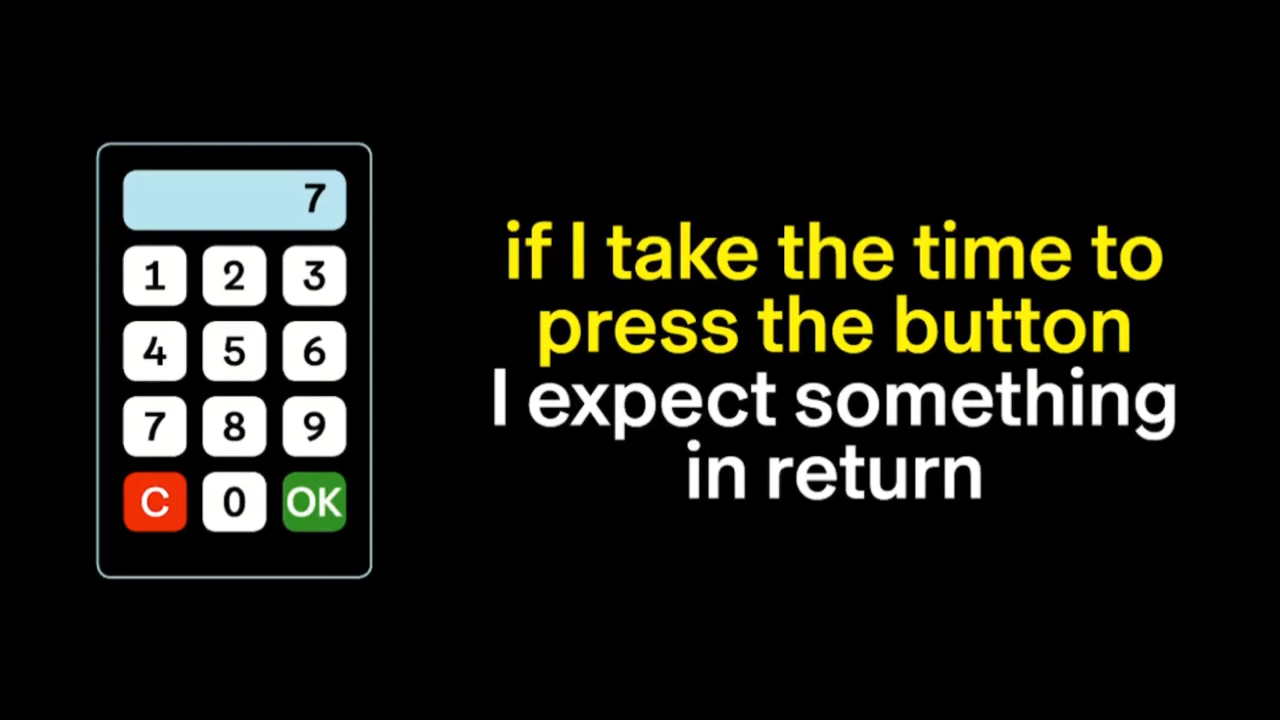 7
1 2 3
4 5 6
7 8 9
C 0 OK
if I take the time to
press the button
I expect something
in return